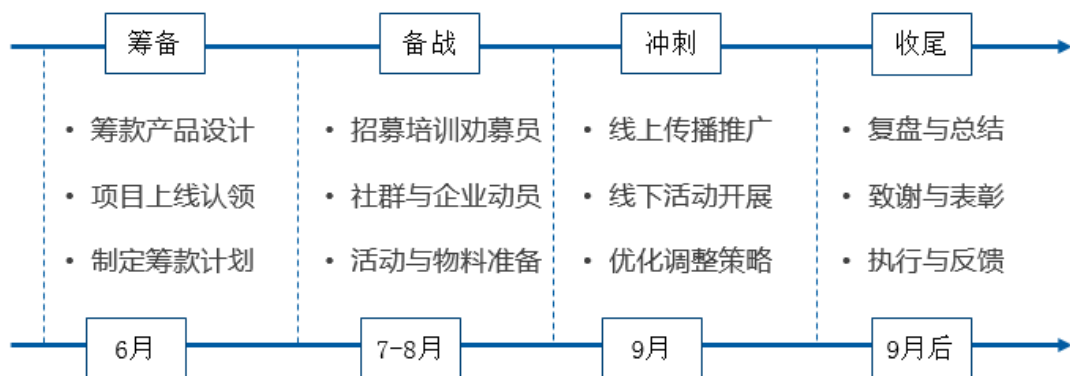 筹备 备战 冲刺 收尾
• 筹款产品设计 • 招募培训劝募员 • 线上传播推广 • 复盘与总结
• 项目上线认领 • 社群与企业动员 • 线下活动开展 • 致谢与表彰
• 制定筹款计划 • 活动与物料准备 • 优化调整策略 • 执行与反馈
6月 7-8月 9月 9月后